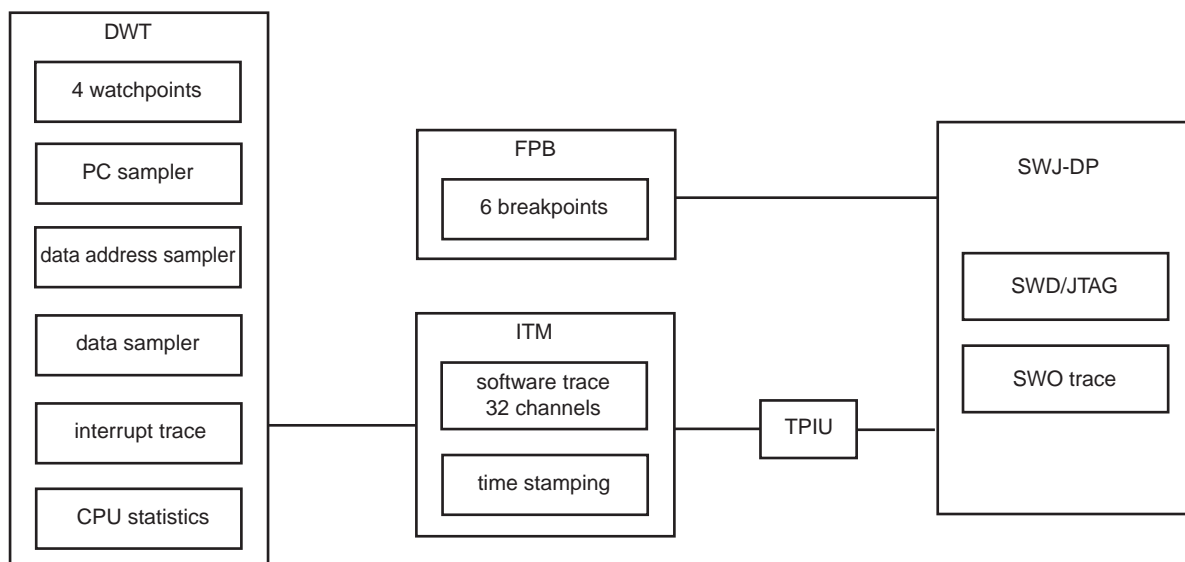 DWT
4 watchpoints
PC sampler
data address sampler
data sampler
interrupt trace
CPU statistics
FPB
6 breakpoints
ITM
software trace
32 channels
time stamping
TPIU
SWJ-DP
SWD/JTAG
SWO trace